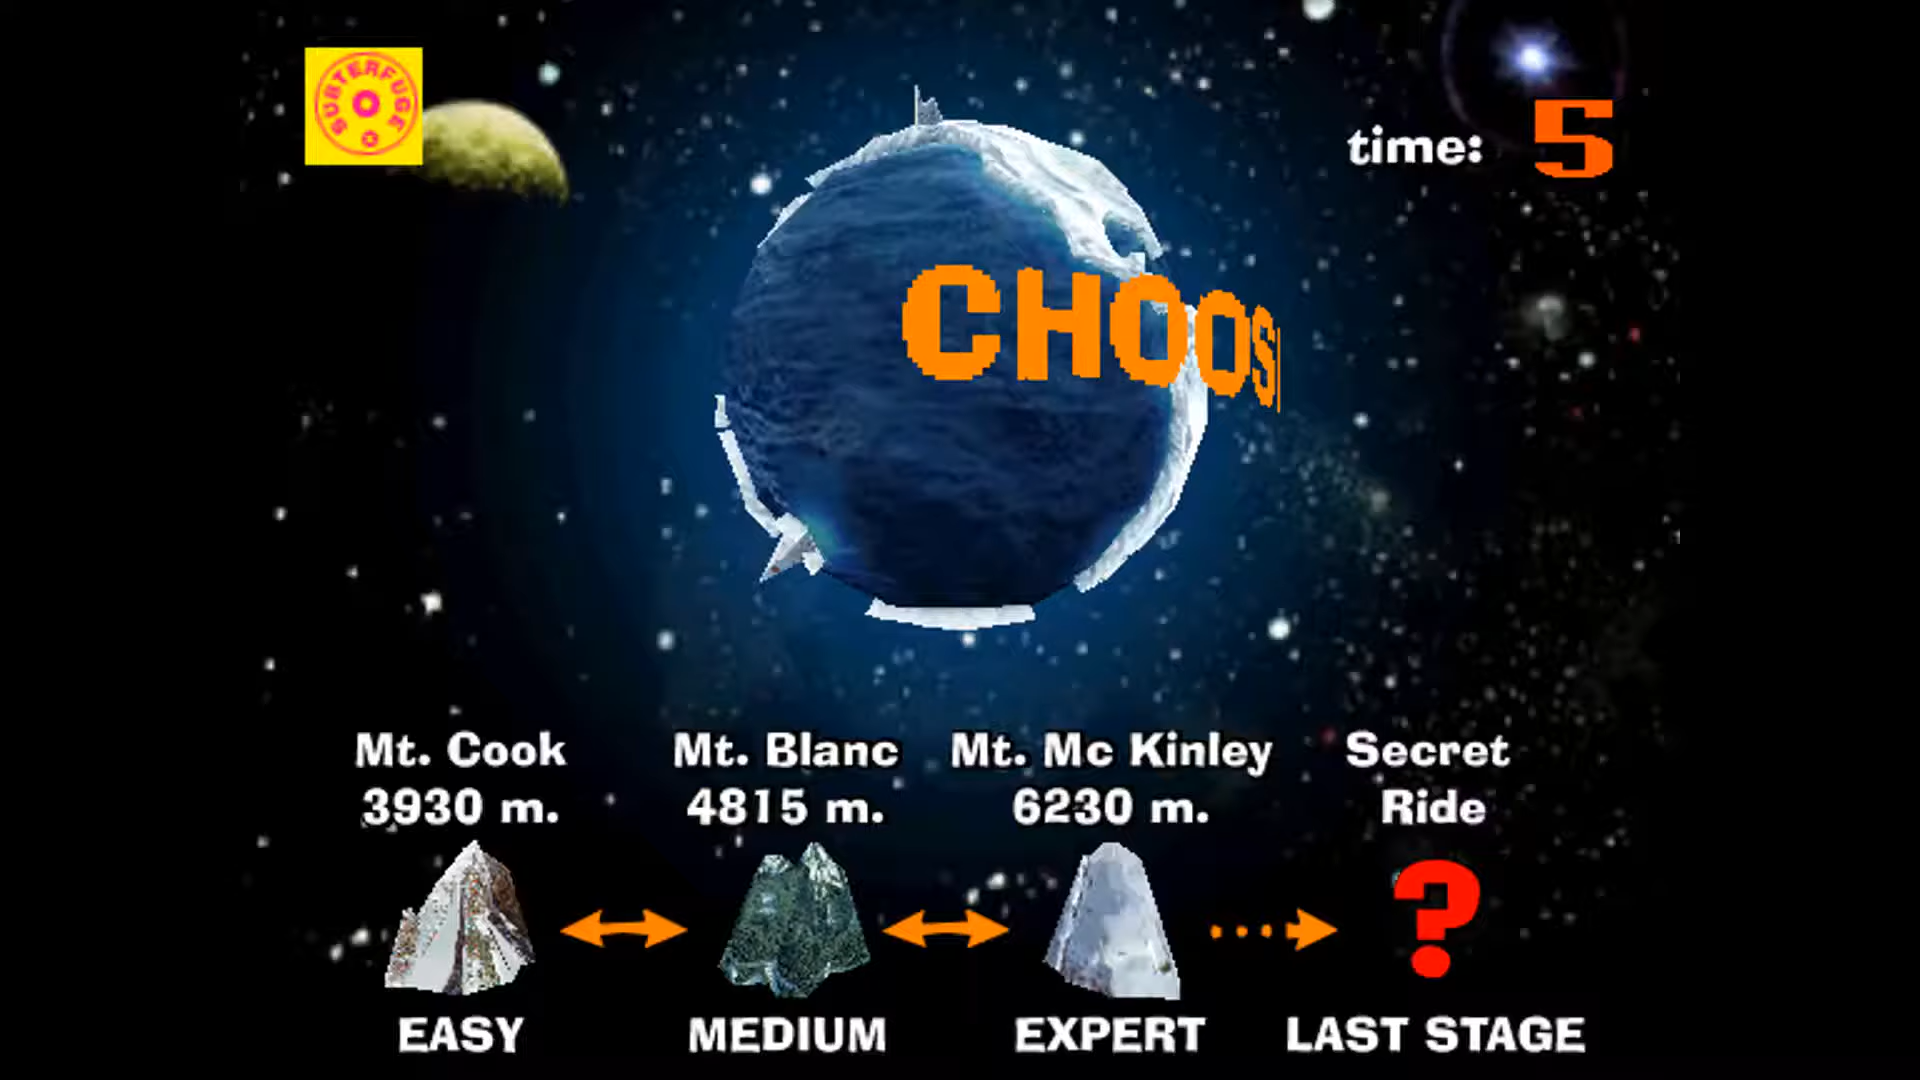 SUBTERFUGE
time: 5
CHOOS
Mt. Cook
3930 m.
Mt. Blanc
4815 m.
Mt. Mc Kinley
6230 m.
Secret
Ride
?
EASY
MEDIUM
EXPERT
LAST STAGE